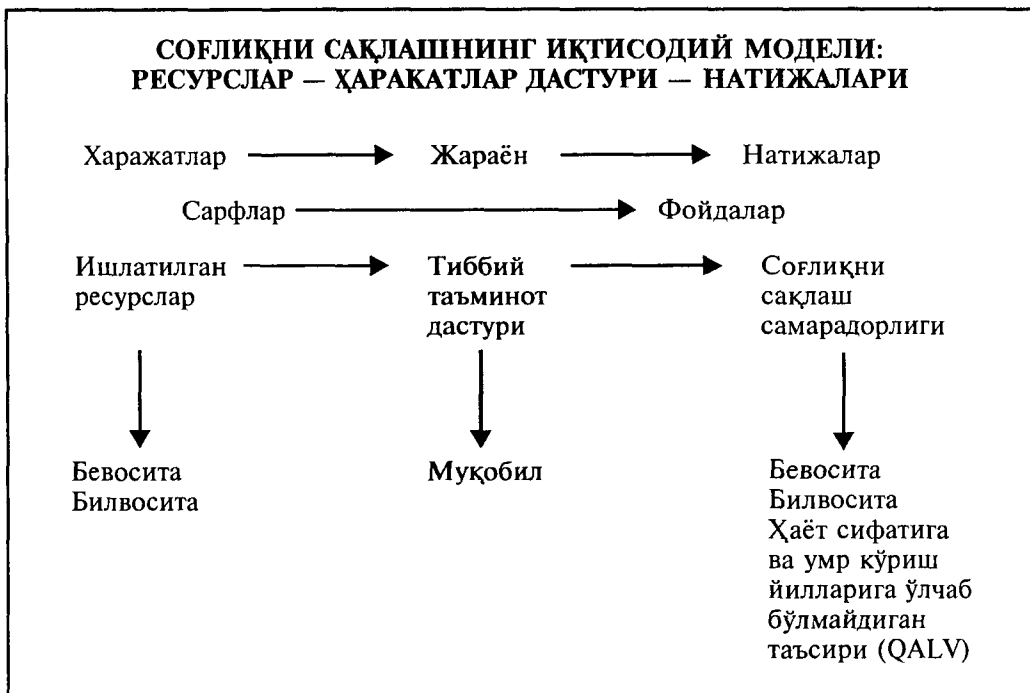 СОҒЛИҚНИ САҚЛАШНИНГ ИҚТИСОДИЙ МОДЕЛИ:
РЕСУРСЛАР — ҲАРАКАТЛАР ДАСТУРИ — НАТИЖАЛАРИ
Харажатлар Жараён Натижалар
Сарфлар Фойдалар
Ишлатилган
ресурслар
Тиббий
таъминот
дастури
Соғлиқни
сақлаш
самарадорлиги
Бевосита
Билвосита
Муқобил
Бевосита
Билвосита
Ҳаёт сифатига
ва умр кўриш
йилларига ўлчаб
бўлмайдиган
таъсири (QALV)